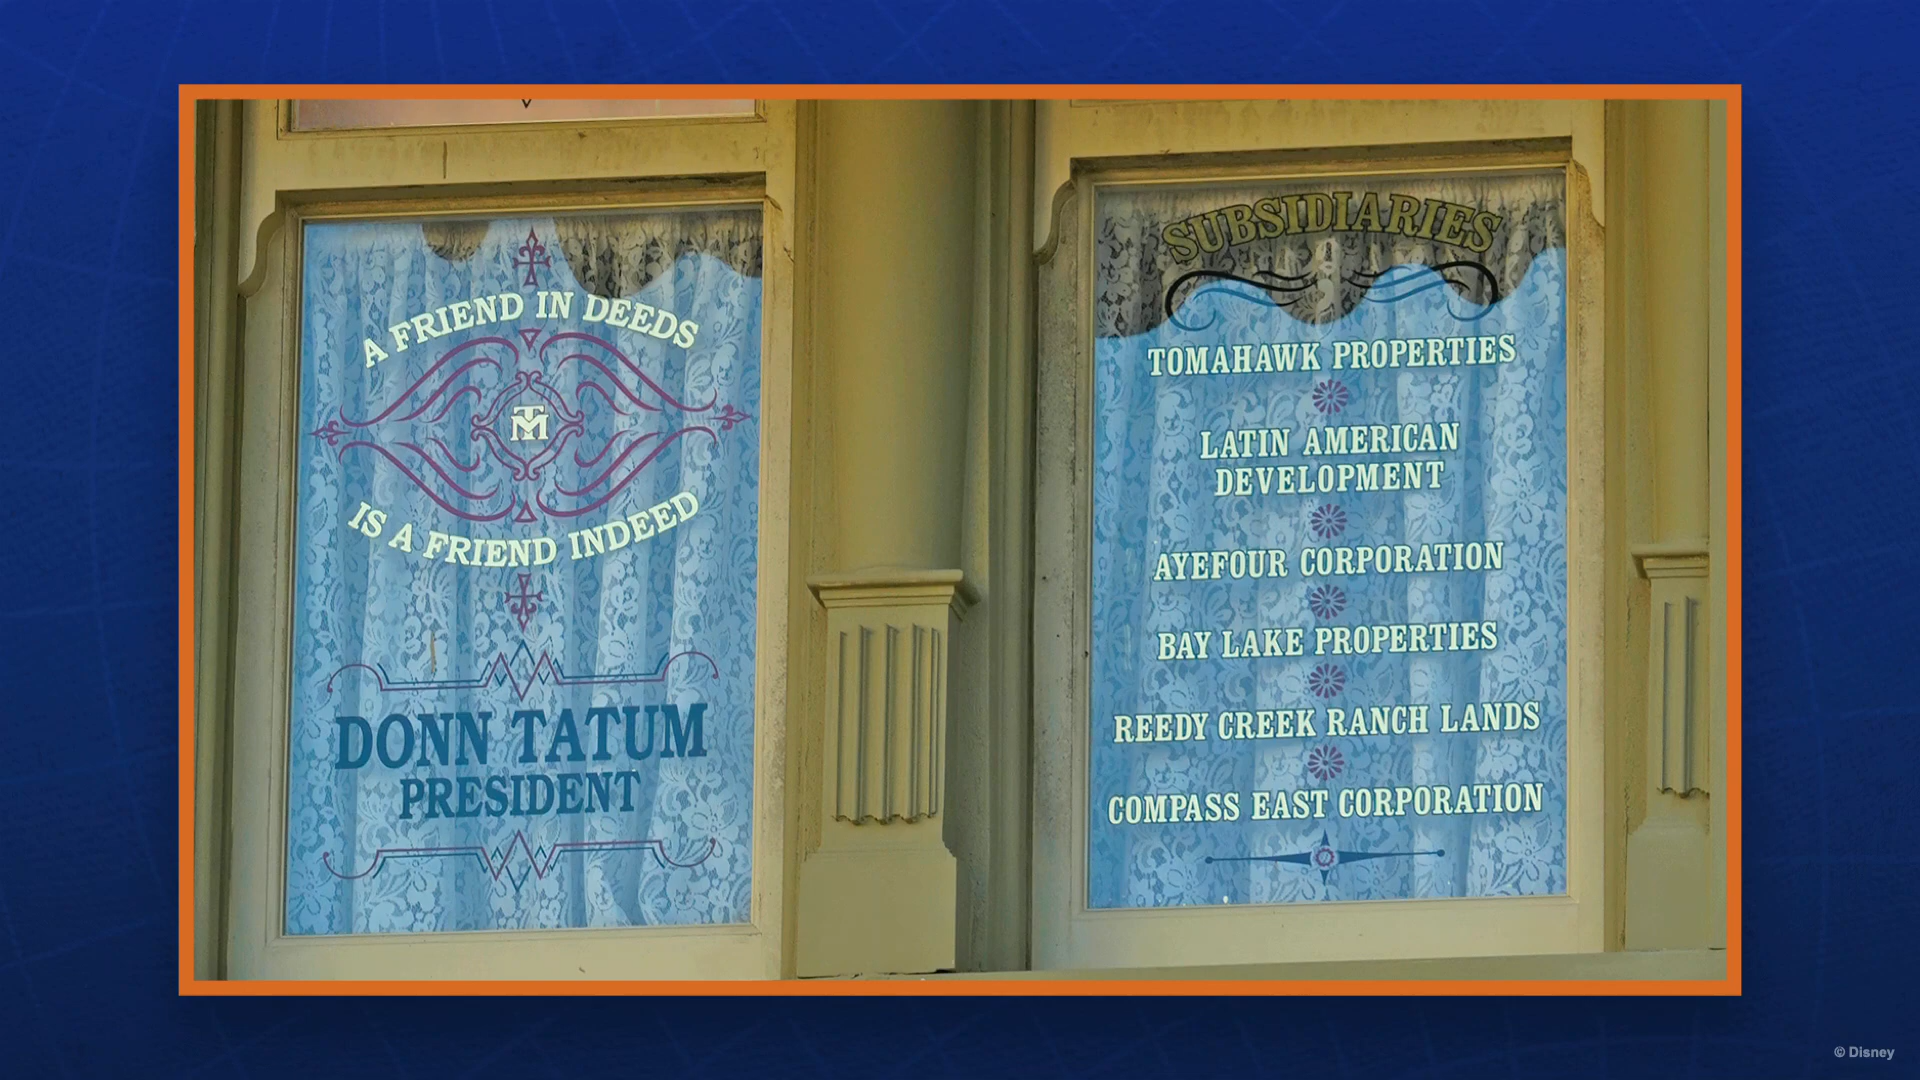 A FRIEND IN DEEDS
TM
IS A FRIEND INDEED
DONN TATUM
PRESIDENT
SUBSIDIARIES
TOMAHAWK PROPERTIES
LATIN AMERICAN
DEVELOPMENT
AYEFOUR CORPORATION
BAY LAKE PROPERTIES
REEDY CREEK RANCH LANDS
COMPASS EAST CORPORATION
© Disney